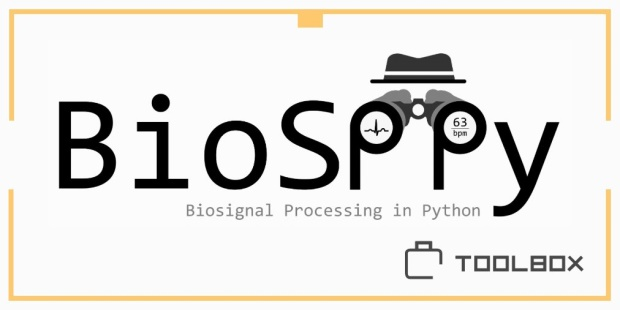 BioSPPy
63
bpm
Biosignal Processing in Python
TOOLBOX